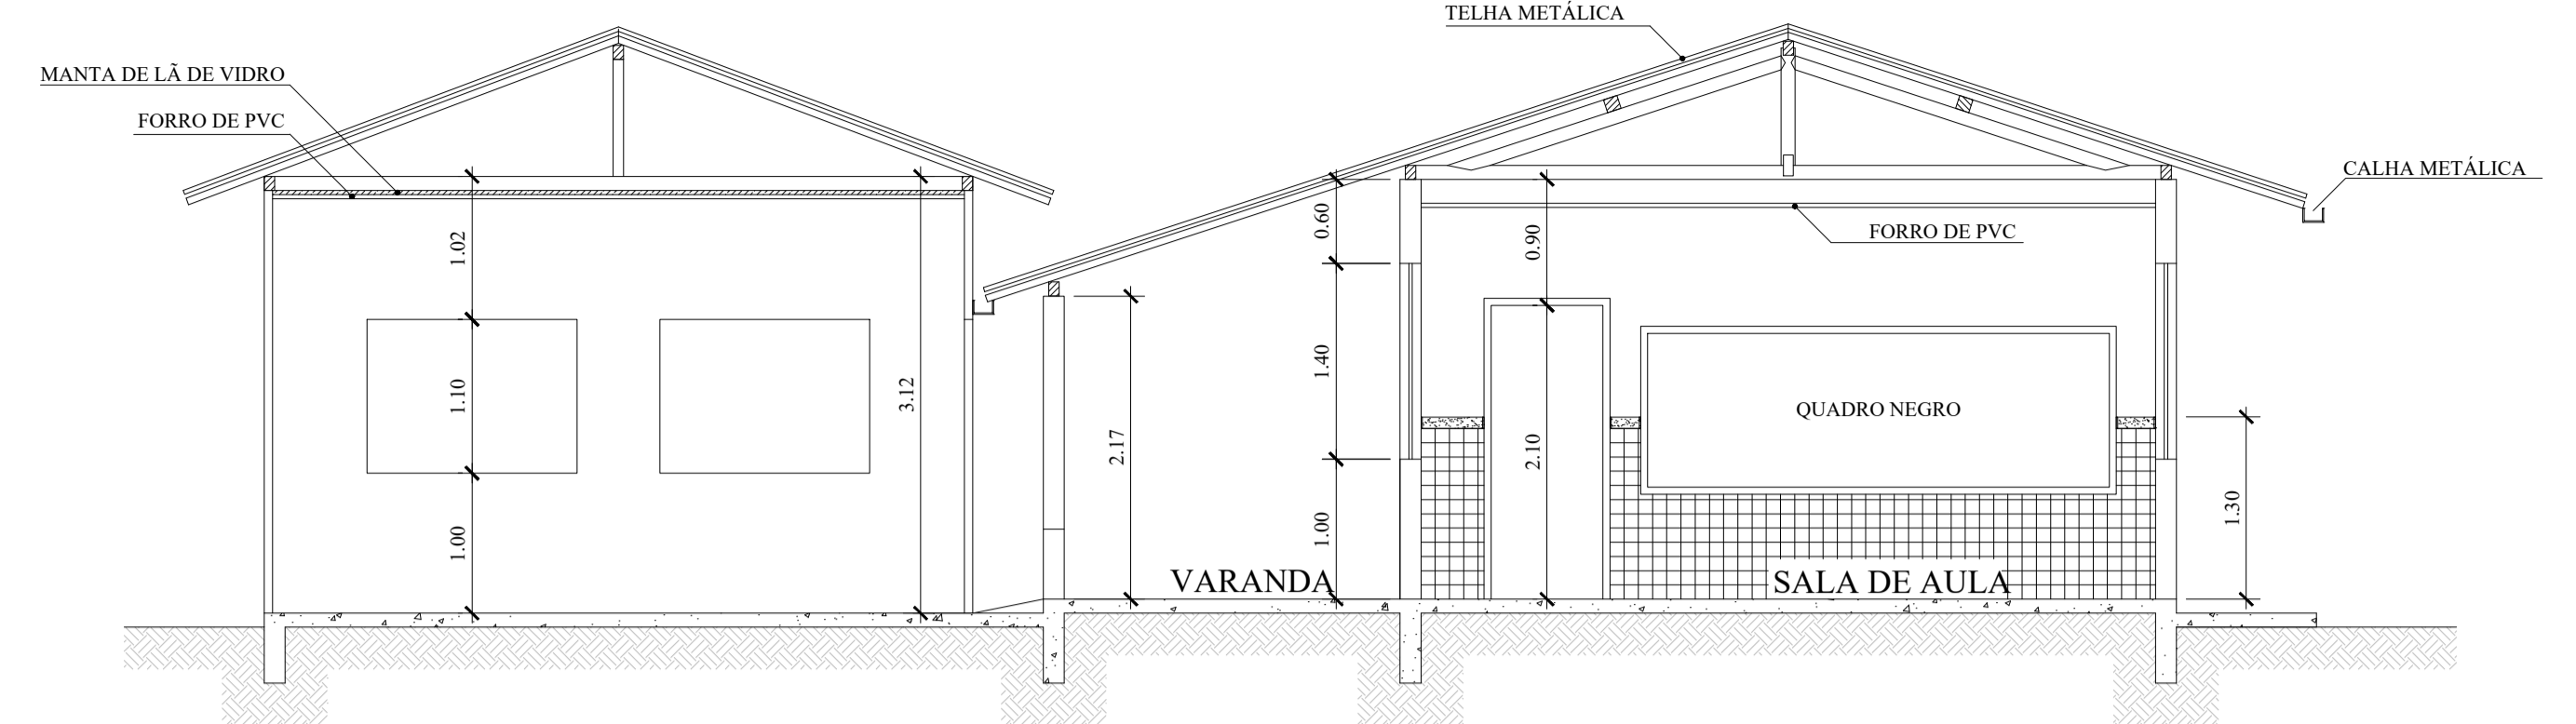 TELHA METÁLICA
MANTA DE LÃ DE VIDRO
FORRO DE PVC
CALHA METÁLICA
FORRO DE PVC
1.02
0.60
0.90
1.10
3.12
2.17
1.40
2.10
QUADRO NEGRO
1.30
1.00
1.00
VARANDA
SALA DE AULA